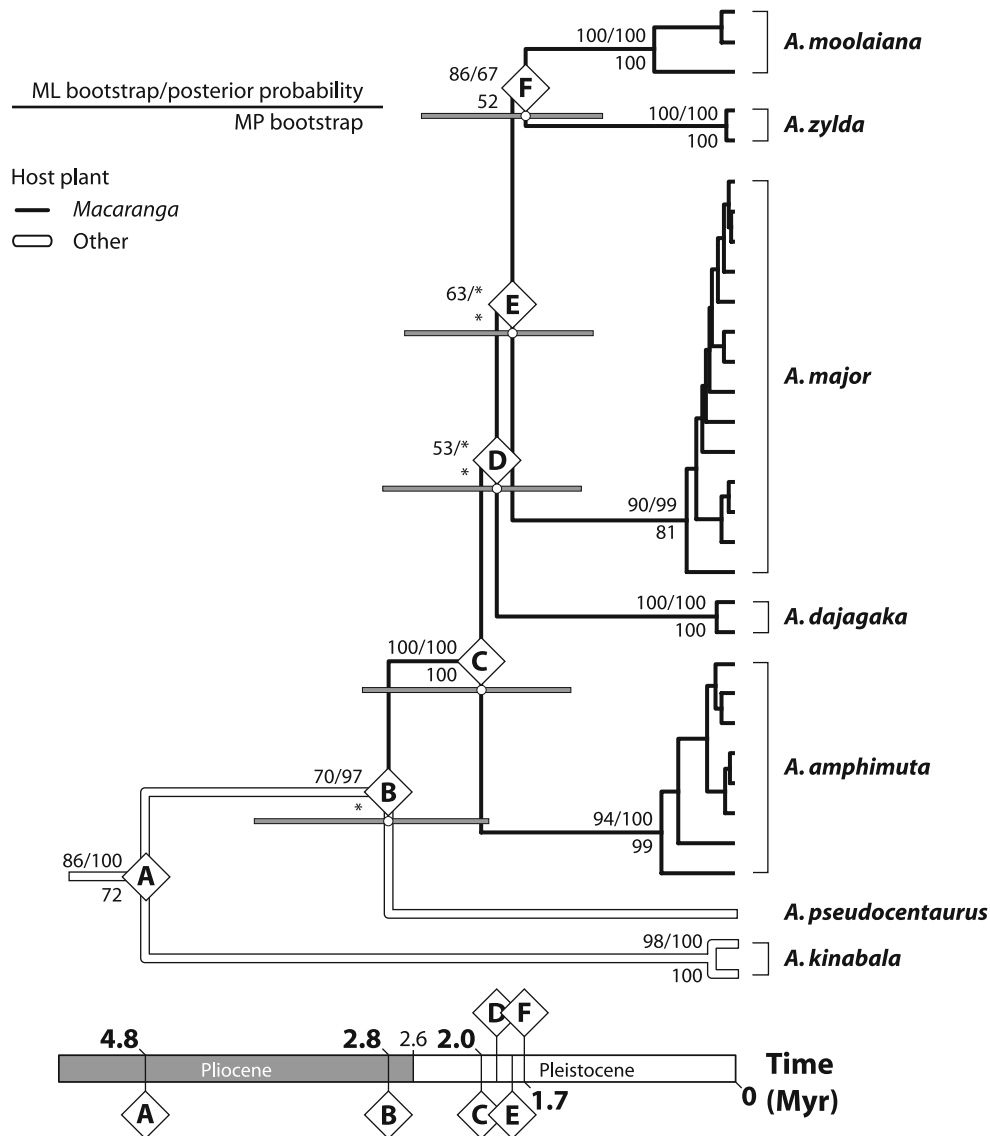 ML bootstrap/posterior probability
MP bootstrap
Host plant
Macaranga
Other
100/100
100
A. moolaiana
86/67
52
F
100/100
100
A. zylda
A. major
63/*
*
E
53/*
*
D
90/99
81
100/100
100
A. dajagaka
100/100
100
C
A. amphimuta
70/97
*
B
94/100
99
86/100
72
A
A. pseudocentaurus
98/100
100
A. kinabala
D
F
4.8
2.8
2.6
2.0
Pliocene
Pleistocene
Time
(Myr)
1.7
0
A
B
C
E